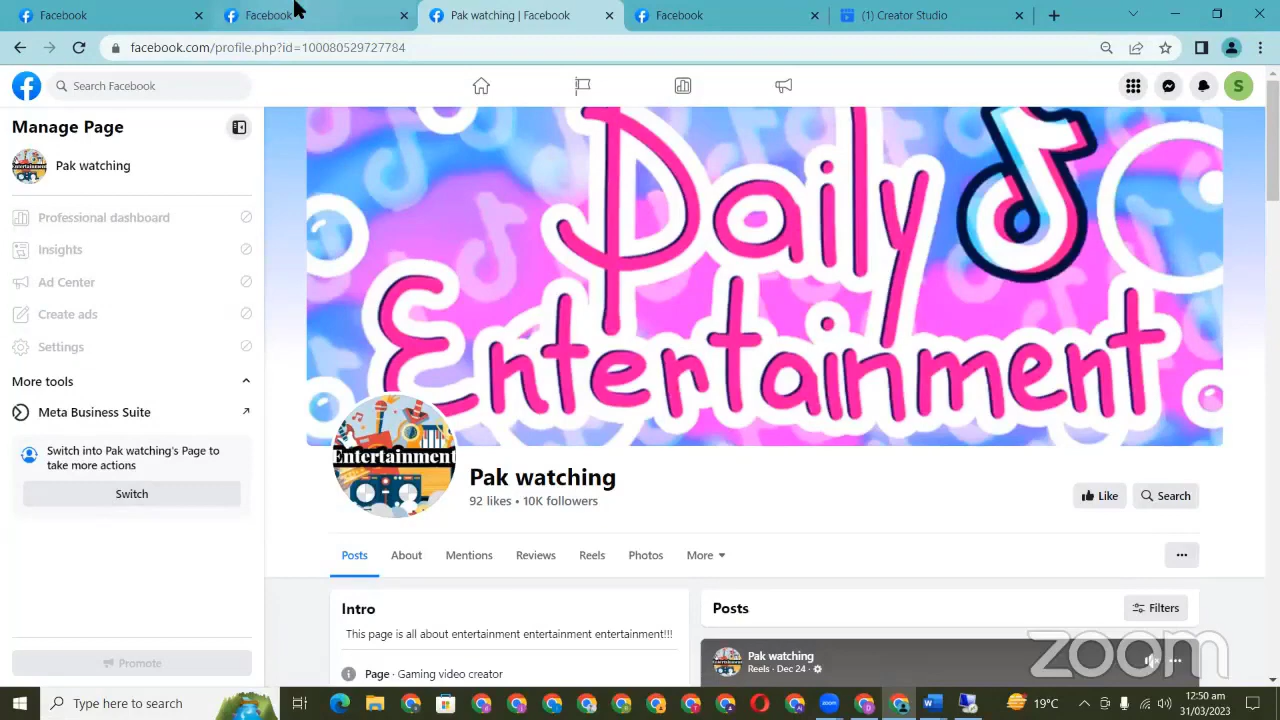 Facebook
Facebook
Pak watching | Facebook
Facebook
(1) Creator Studio
facebook.com/profile.php?id=100080529727784
Search Facebook
S
Manage Page
Pak watching
Professional dashboard
Insights
Ad Center
Create ads
Settings
More tools
Meta Business Suite
Switch into Pak watching's Page to
take more actions
Switch
Promote
Daily
Entertainment
Entertainment
Pak watching
92 likes • 10K followers
Like
Search
Posts
About
Mentions
Reviews
Reels
Photos
More
Intro
This page is all about entertainment entertainment entertainment!!!
Page · Gaming video creator
Posts
Filters
Pak watching
Reels · Dec 24 ·
zoom
Type here to search
zoom
19°C
12:50 am
31/03/2023